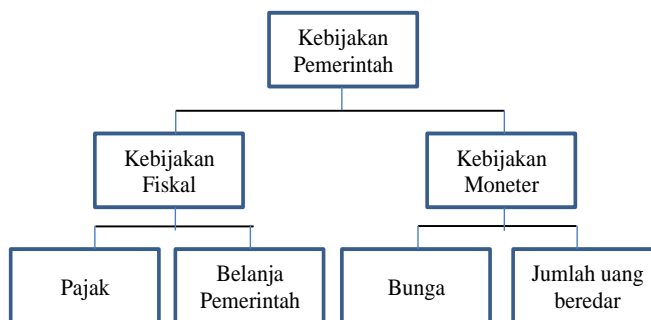 Kebijakan
Pemerintah
Kebijakan
Fiskal
Kebijakan
Moneter
Pajak
Belanja
Pemerintah
Bunga
Jumlah uang
beredar